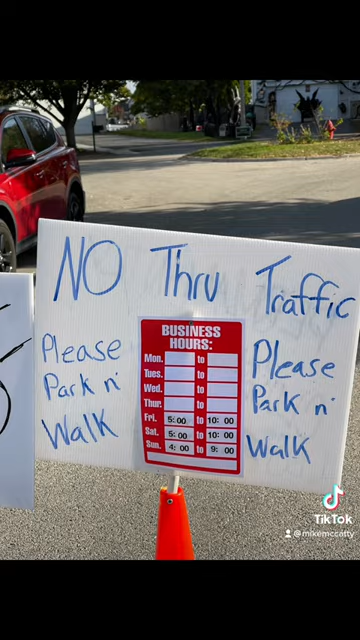 NO Thru Traffic
Please
Park n'
Walk
BUSINESS
HOURS:
Mon. to
Tues. to
Wed. to
Thur. to
Fri. 5:00 to 10:00
Sat. 5:00 to 10:00
Sun. 4:00 to 9:00
Please
Park n'
Walk
TikTok
@mikemccatty